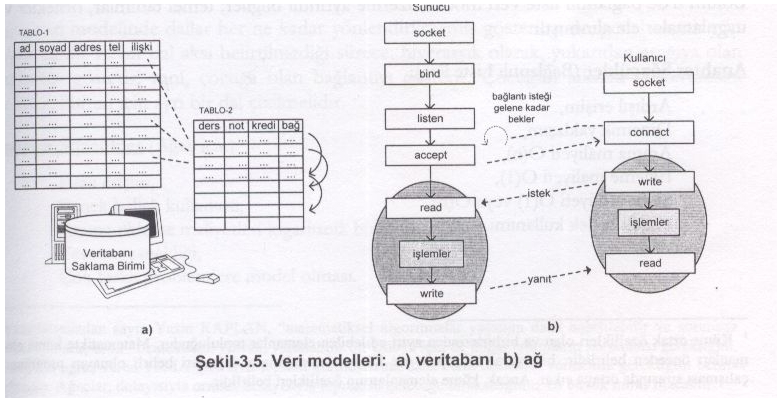 TABLO-1
ad soyad adres tel ilişki
... ... ... ... ...
... ... ... ... ...
... ... ... ... ...
... ... ... ... ...
... ... ... ... ...
... ... ... ... ...
... ... ... ... ...
TABLO-2
ders not kredi bağ
... ... ... ...
... ... ... ...
... ... ... ...
... ... ... ...
Veritabanı
Saklama Birimi
a)
Sunucu
socket
bind
listen
accept
read
işlemler
write
bağlantı isteği
gelene kadar
bekler
istek
yanıt
Kullanıcı
socket
connect
write
işlemler
read
b)
Şekil-3.5. Veri modelleri: a) veritabanı b) ağ